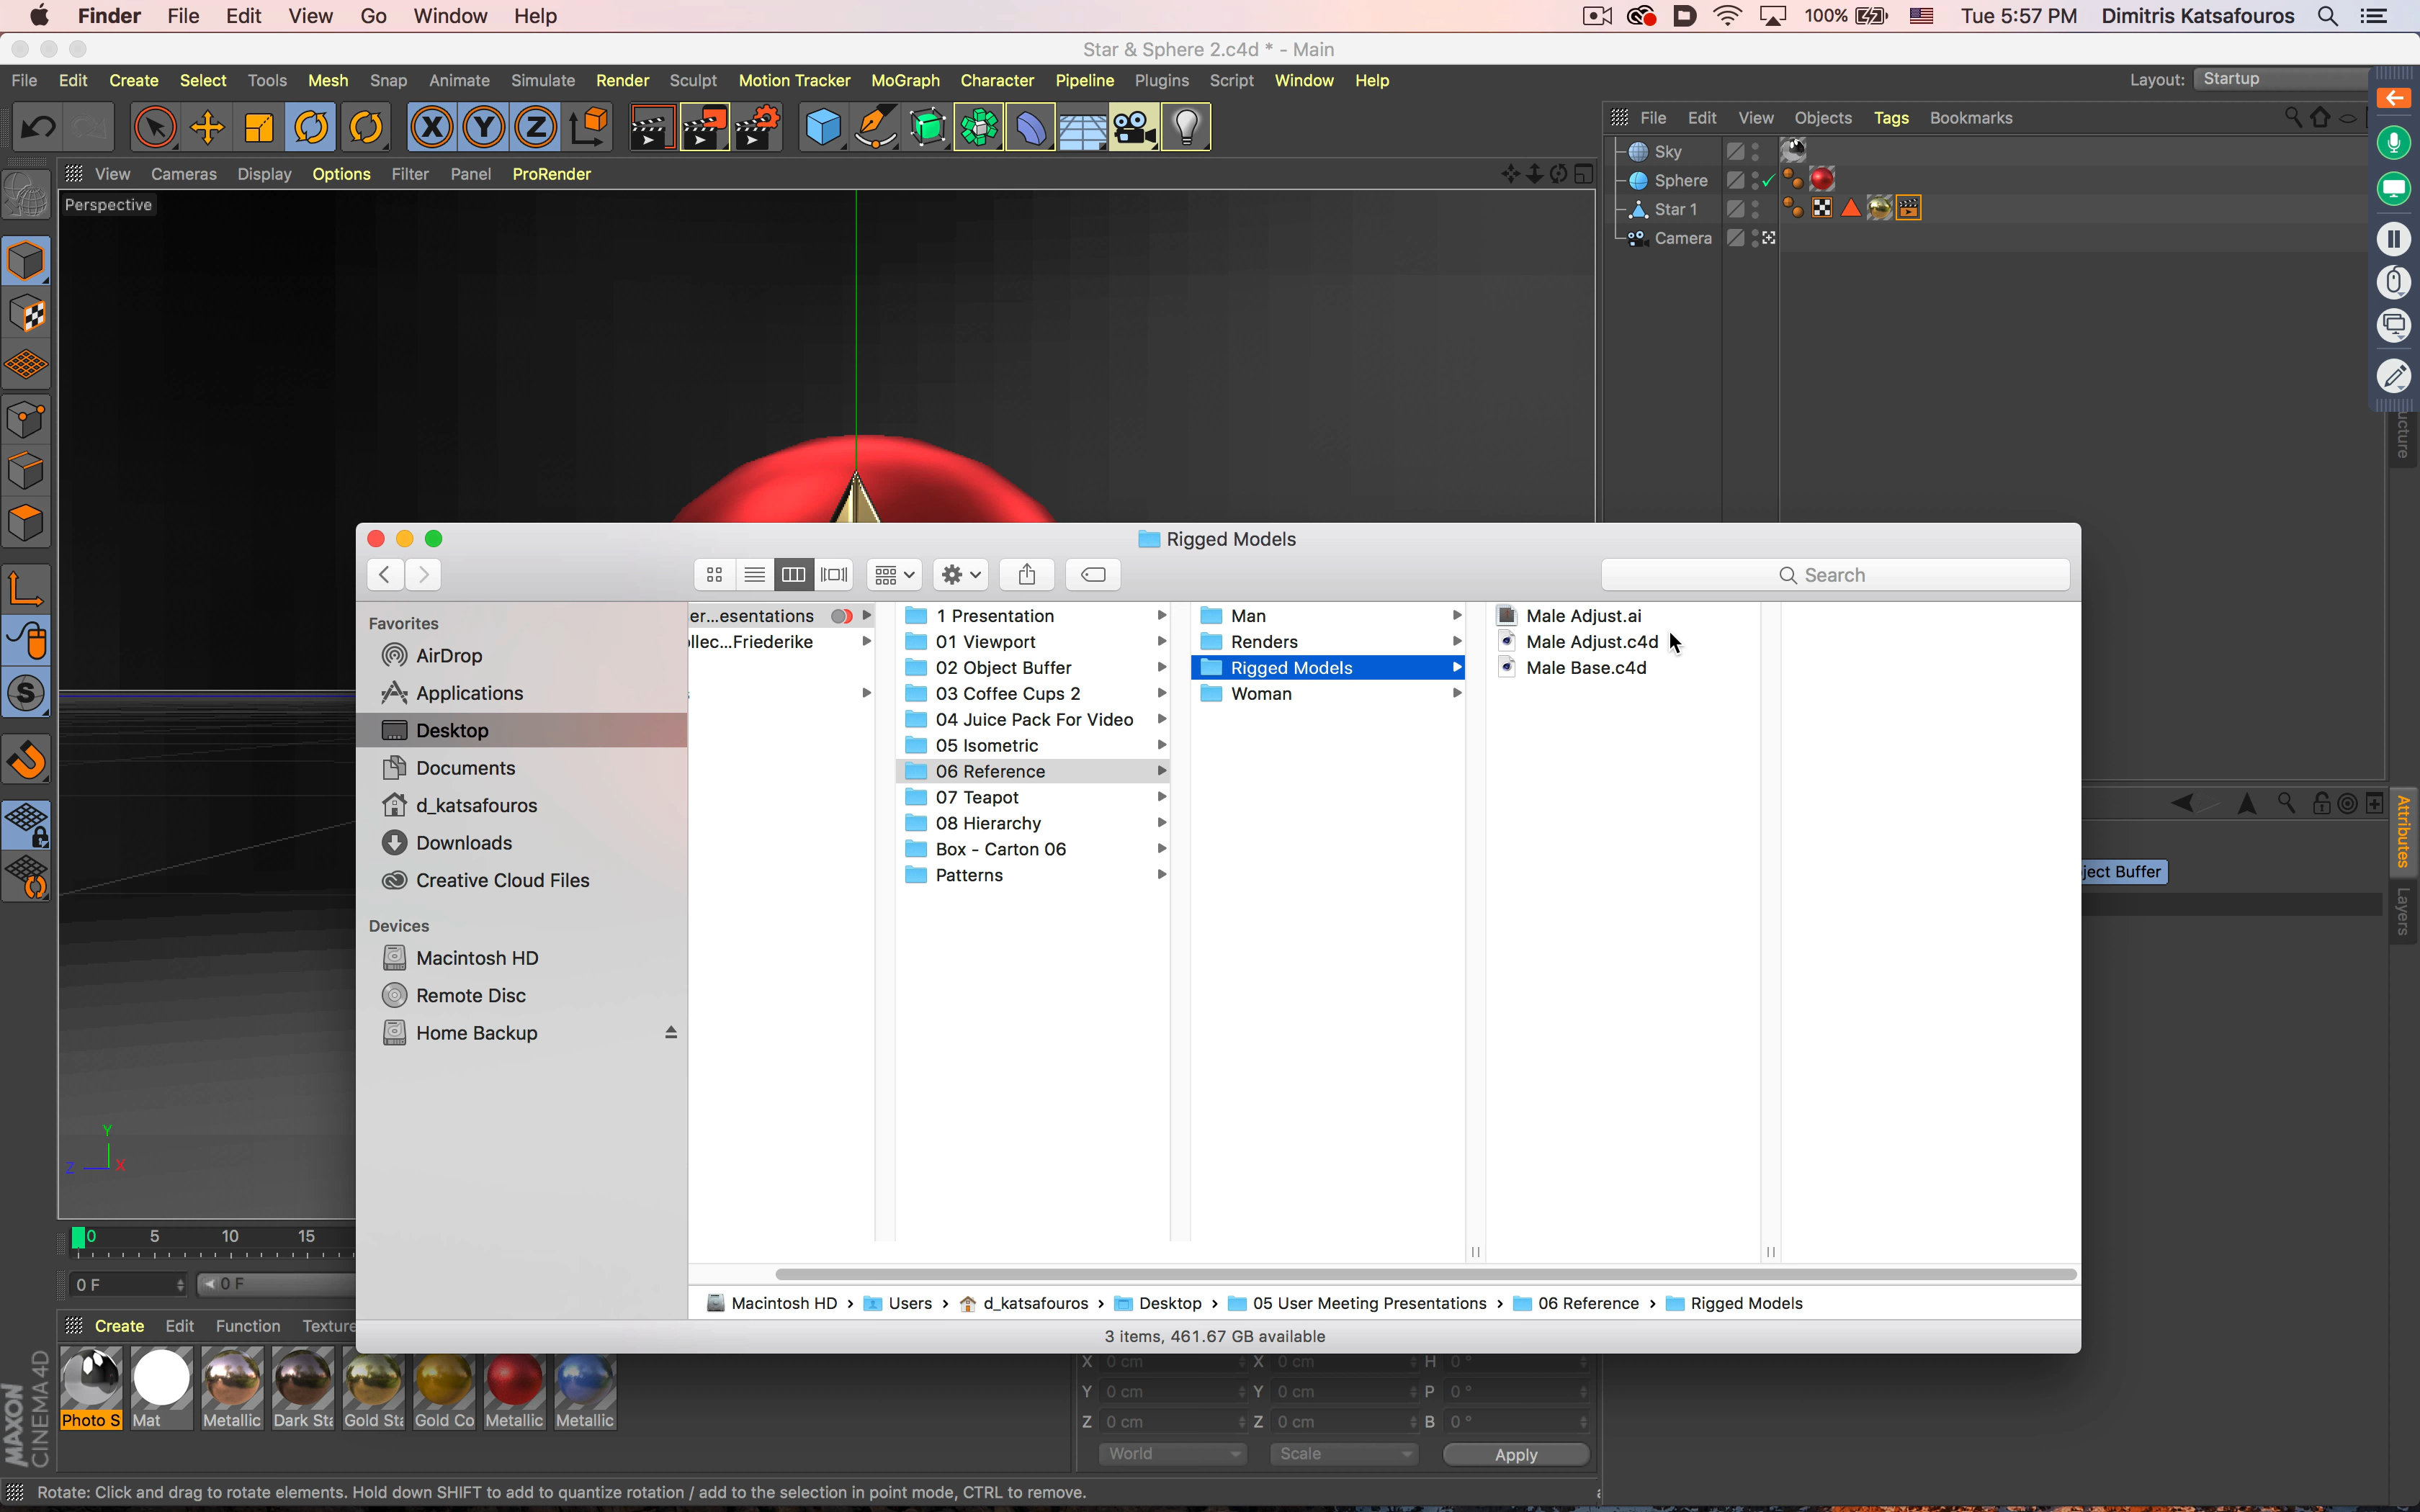 Finder File Edit View Go Window Help 100% Tue 5:57 PM Dimitris Katsafouros
Star & Sphere 2.c4d * - Main
File Edit Create Select Tools Mesh Snap Animate Simulate Render Sculpt Motion Tracker MoGraph Character Pipeline Plugins Script Window Help Layout: Startup
X Y Z
File Edit View Objects Tags Bookmarks
View Cameras Display Options Filter Panel ProRender
Perspective
Sky
Sphere
Star 1
Camera
ucture
Rigged Models
Search
Favorites
AirDrop
Applications
Desktop
Documents
d_katsafouros
Downloads
Creative Cloud Files
Devices
Macintosh HD
Remote Disc
Home Backup
er...esentations
llec...Friederike
1 Presentation
01 Viewport
02 Object Buffer
03 Coffee Cups 2
04 Juice Pack For Video
05 Isometric
06 Reference
07 Teapot
08 Hierarchy
Box - Carton 06
Patterns
Man
Renders
Rigged Models
Woman
Male Adjust.ai
Male Adjust.c4d
Male Base.c4d
Macintosh HD › Users › d_katsafouros › Desktop › 05 User Meeting Presentations › 06 Reference › Rigged Models
3 items, 461.67 GB available
Attributes
Layers
ject Buffer
S
Y
Z X
0 5 10 15
0 F 0 F
Create Edit Function Texture
Photo S Mat Metallic Dark Sta Gold Sta Gold Co Metallic Metallic
X 0 cm X 0 cm H 0 °
Y 0 cm Y 0 cm P 0 °
Z 0 cm Z 0 cm B 0 °
World Scale Apply
MAXON
CINEMA 4D
Rotate: Click and drag to rotate elements. Hold down SHIFT to add to quantize rotation / add to the selection in point mode, CTRL to remove.